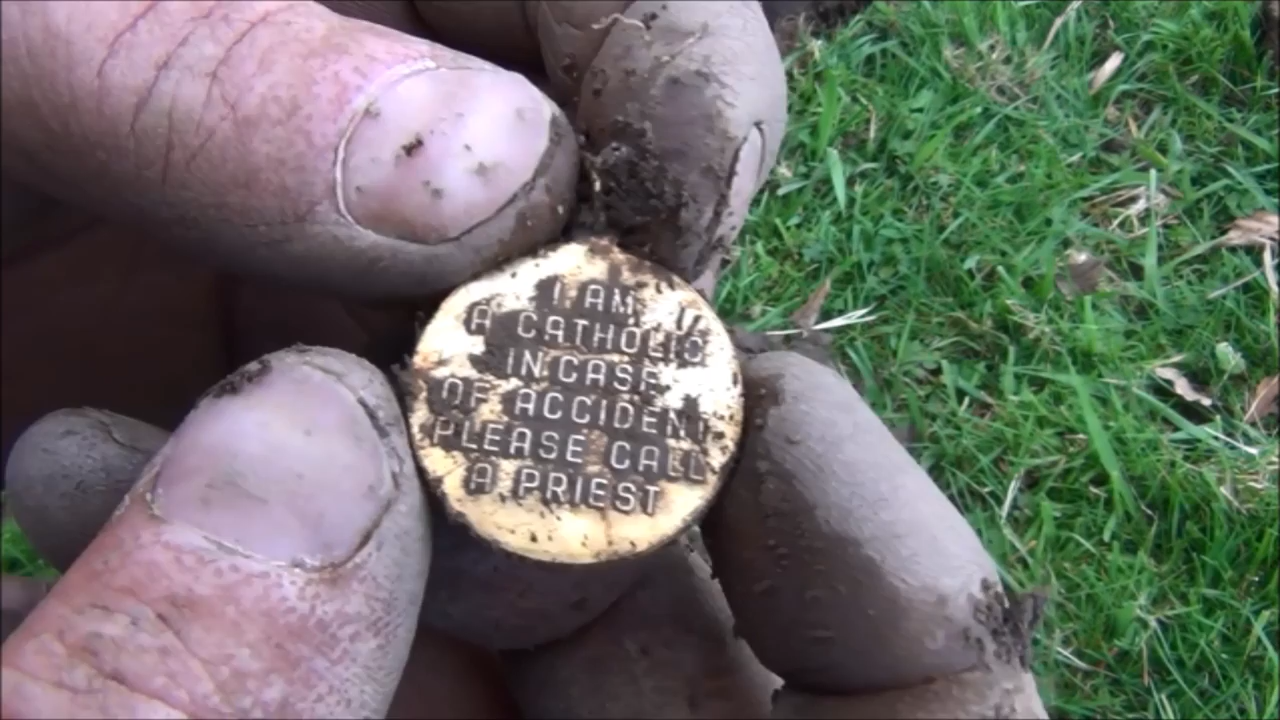 I AM
A CATHOLIC
IN CASE
OF ACCIDENT
PLEASE CALL
A PRIEST